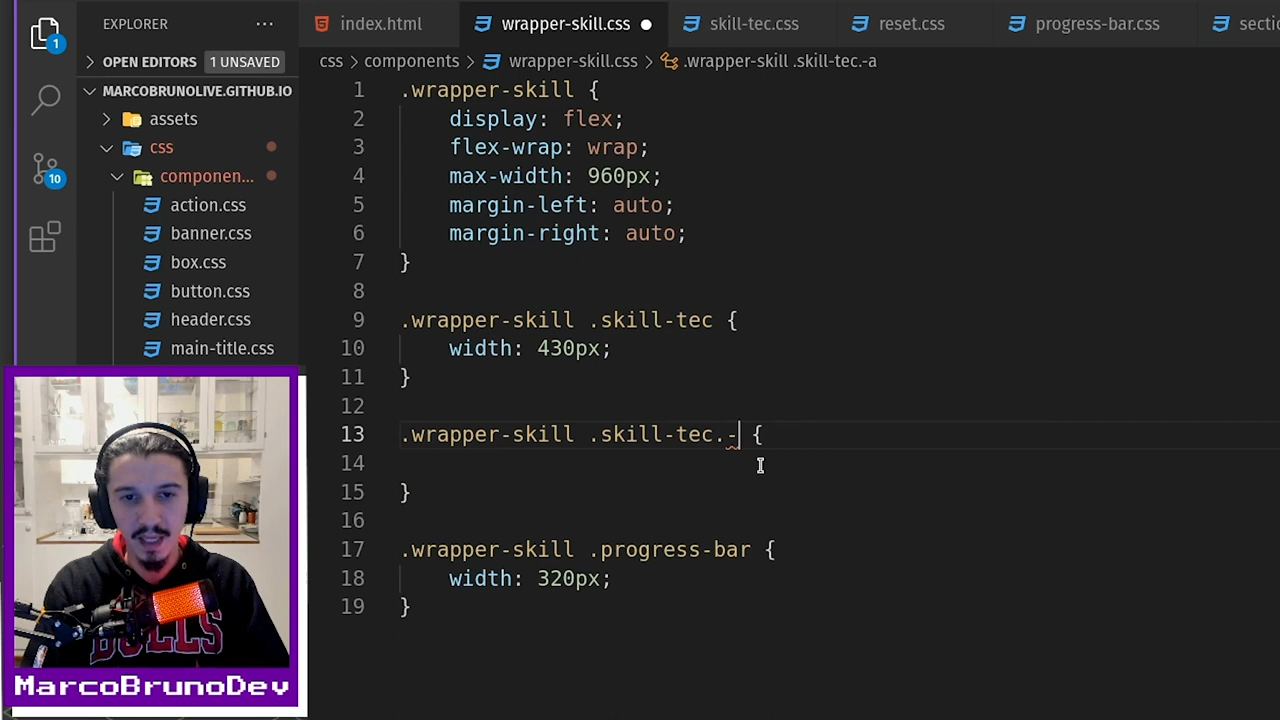 EXPLORER
index.html
wrapper-skill.css
skill-tec.css
reset.css
progress-bar.css
sectio
1
OPEN EDITORS
1 UNSAVED
css > components > wrapper-skill.css > .wrapper-skill .skill-tec.-a
MARCOBRUNOLIVE.GITHUB.IO
assets
css
componen...
action.css
banner.css
box.css
button.css
header.css
main-title.css
10
1 .wrapper-skill {
2 display: flex;
3 flex-wrap: wrap;
4 max-width: 960px;
5 margin-left: auto;
6 margin-right: auto;
7 }
8
9 .wrapper-skill .skill-tec {
10 width: 430px;
11 }
12
13 .wrapper-skill .skill-tec.- {
14
15 }
16
17 .wrapper-skill .progress-bar {
18 width: 320px;
19 }
BULLS
MarcoBrunoDev